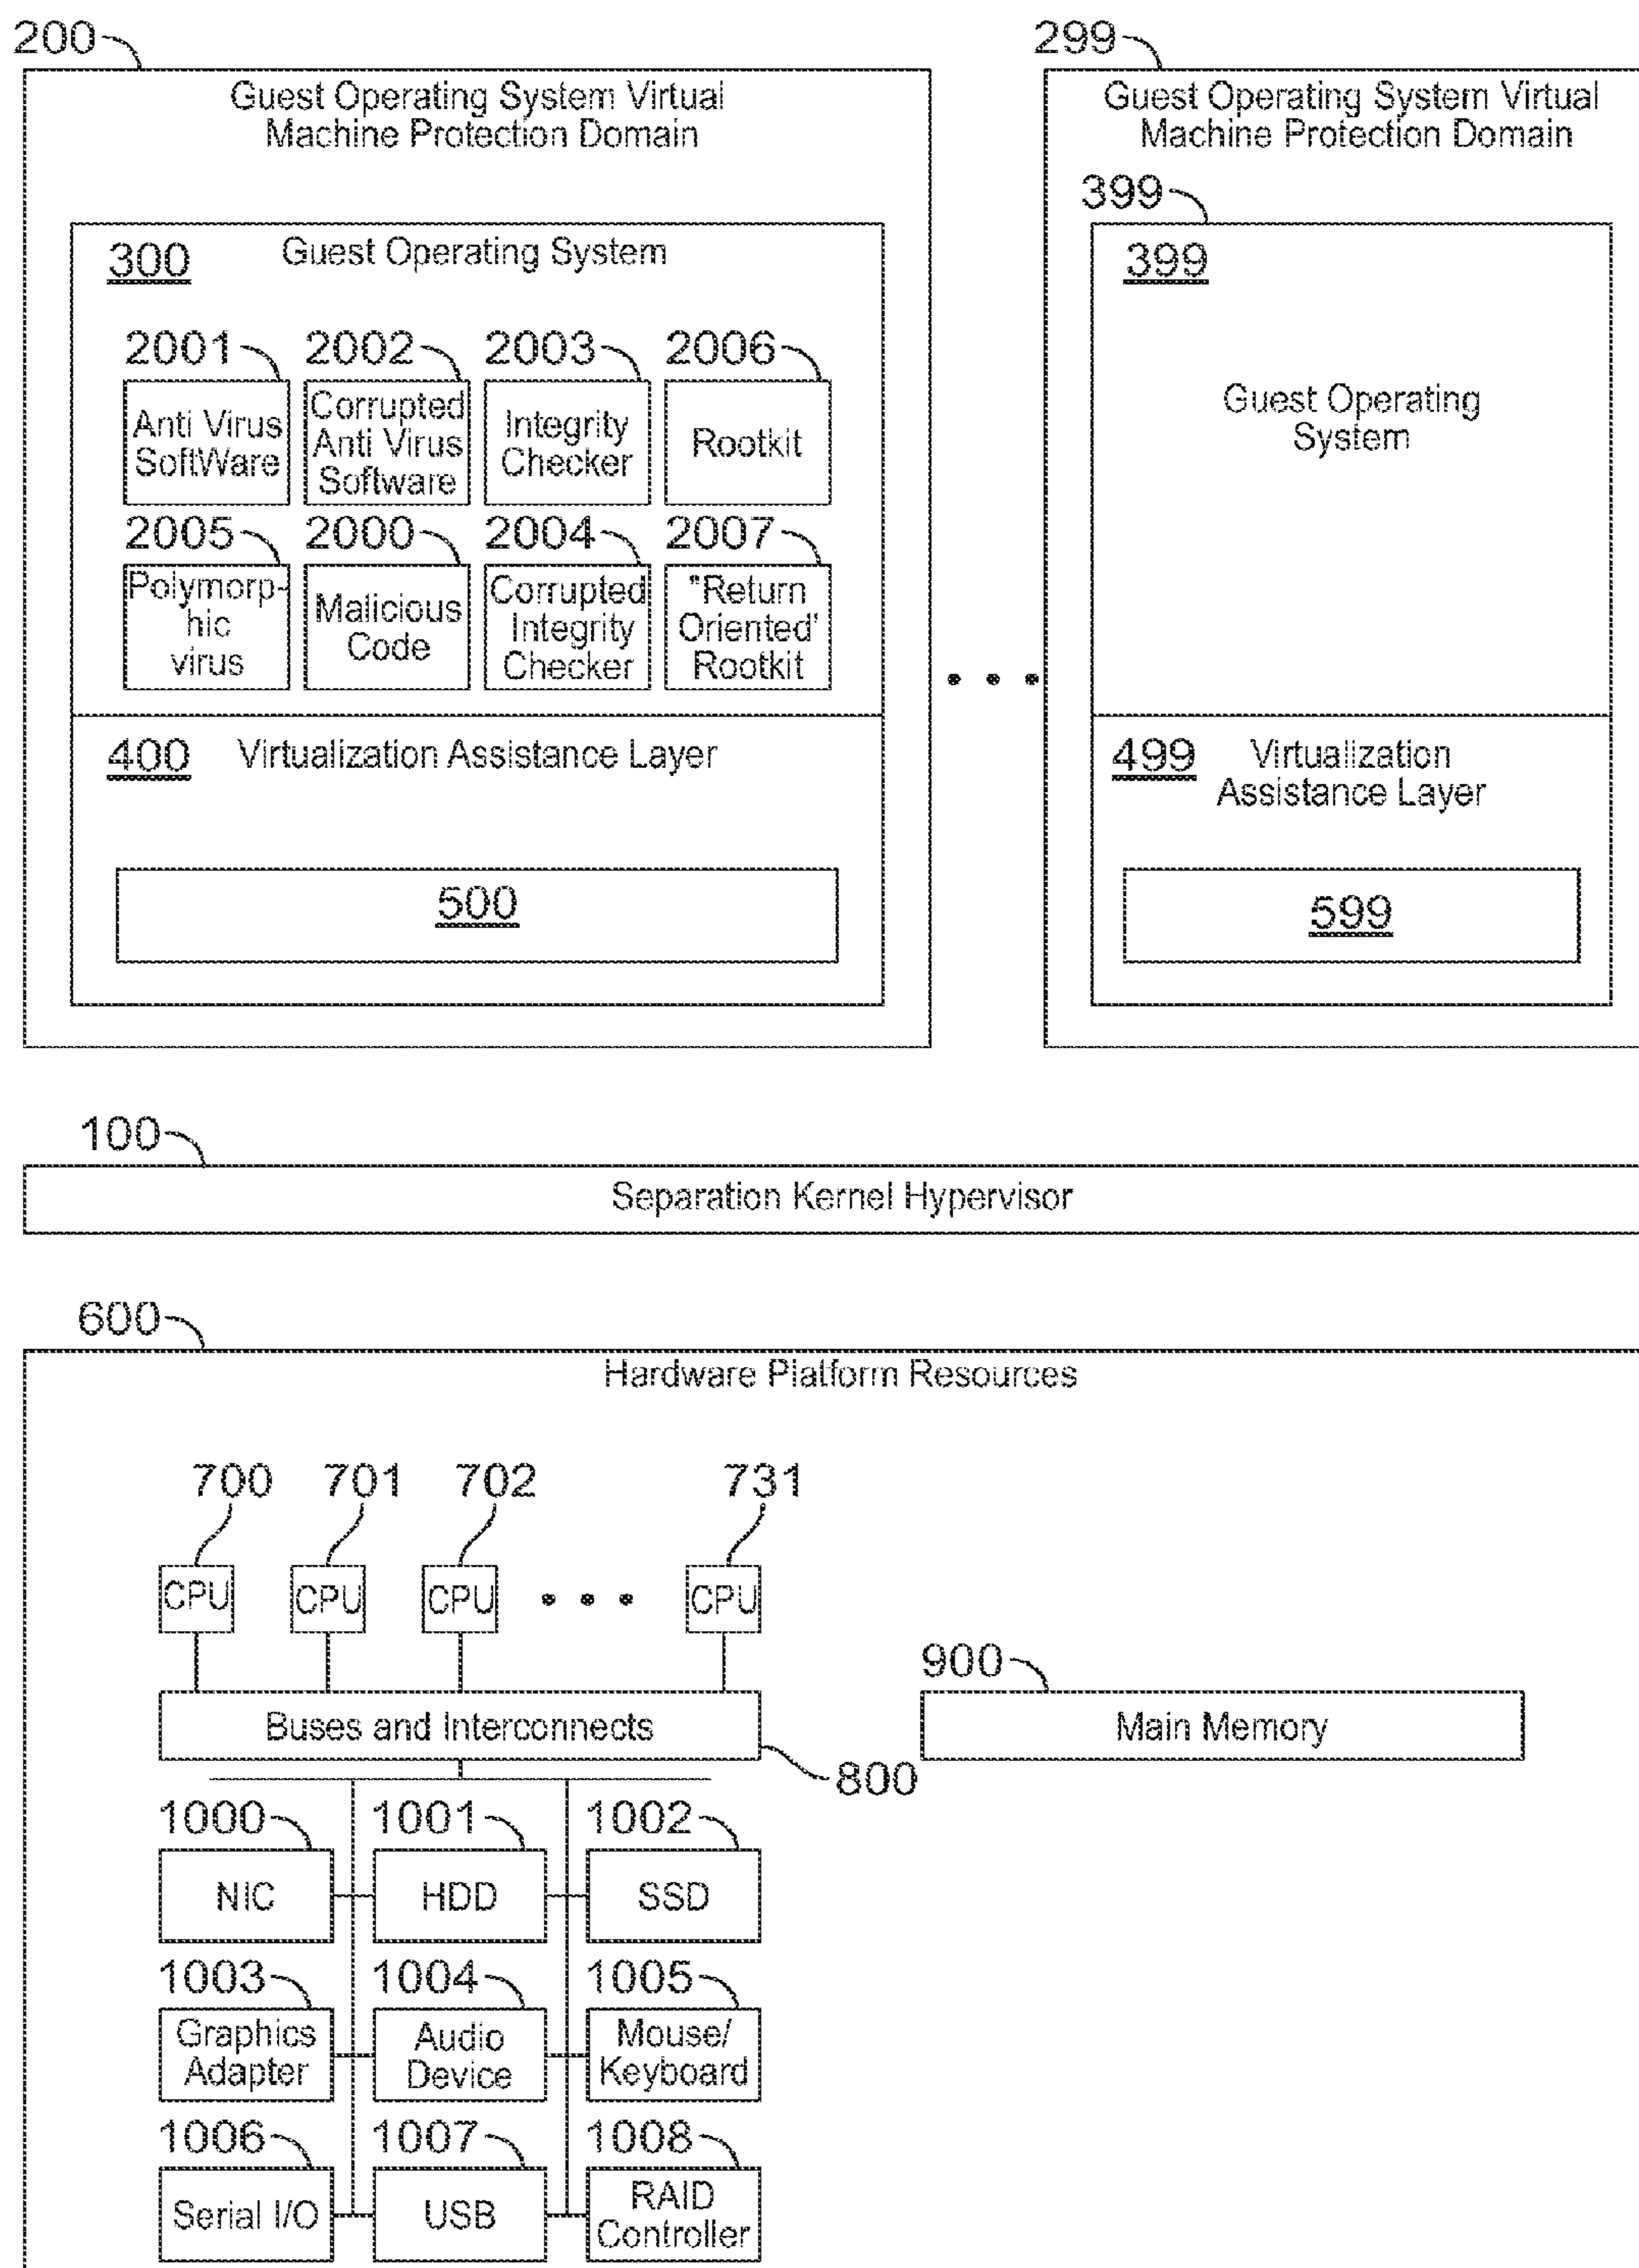 200
299
Guest Operating System Virtual
Machine Protection Domain
Guest Operating System Virtual
Machine Protection Domain
399
300
Guest Operating System
399
2001
2002
2003
2006
Anti Virus
SoftWare
Corrupted
Anti Virus
Software
Integrity
Checker
Rootkit
Guest Operating
System
2005
2000
2004
2007
Polymorp-
hic
virus
Malicious
Code
Corrupted
Integrity
Checker
"Return
Oriented'
Rootkit
400
Virtualization Assistance Layer
499
Virtualization
Assistance Layer
500
599
100
Separation Kernel Hypervisor
600
Hardware Platform Resources
700
701
702
731
CPU
CPU
CPU
CPU
900
Buses and Interconnects
Main Memory
800
1000
1001
1002
NIC
HDD
SSD
1003
1004
1005
Graphics
Adapter
Audio
Device
Mouse/
Keyboard
1006
1007
1008
Serial I/O
USB
RAID
Controller